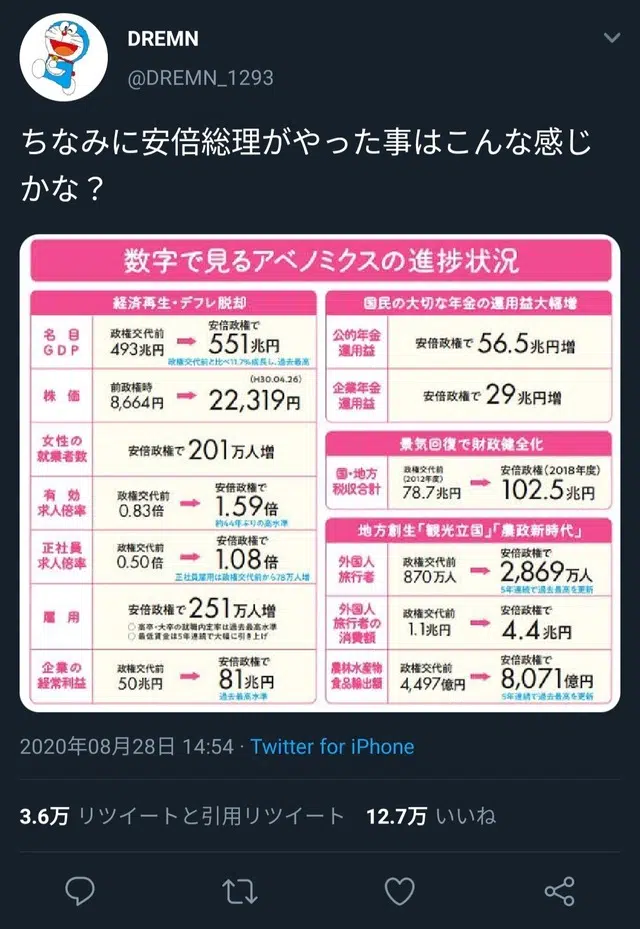 DREMN
@DREMN_1293
ちなみに安倍総理がやった事はこんな感じ
かな？
数字で見るアベノミクスの進捗状況
経済再生・デフレ脱却
名目
GDP
政権交代前
493兆円
安倍政権で
551兆円
政権交代前と比べ11.7%成長し、過去最高
株価
前政権時
8,664円
(H30.04.26)
22,319円
女性の
就業者数
安倍政権で201万人増
有効
求人倍率
政権交代前
0.83倍
安倍政権で
1.59倍
約44年ぶりの高水準
正社員
求人倍率
政権交代前
0.50倍
安倍政権で
1.08倍
正社員雇用は政権交代前から78万人増
雇用
安倍政権で251万人増
○ 高卒・大卒の就職内定率は過去最高水準
○ 最低賃金は5年連続で大幅に引き上げ
企業の
経常利益
政権交代前
50兆円
安倍政権で
81兆円
過去最高水準
国民の大切な年金の運用益大幅増
公的年金
運用益
安倍政権で56.5兆円増
企業年金
運用益
安倍政権で29兆円増
景気回復で財政健全化
国・地方
税収合計
政権交代前
(2012年度)
78.7兆円
安倍政権(2018年度)
102.5兆円
地方創生「観光立国」「農政新時代」
外国人
旅行者
政権交代前
870万人
安倍政権で
2,869万人
5年連続で過去最高を更新
外国人
旅行者の
消費額
政権交代前
1.1兆円
安倍政権で
4.4兆円
農林水産物
食品輸出額
政権交代前
4,497億円
安倍政権で
8,071億円
5年連続で過去最高を更新
2020年08月28日 14:54 · Twitter for iPhone
3.6万 リツイートと引用リツイート 12.7万 いいね